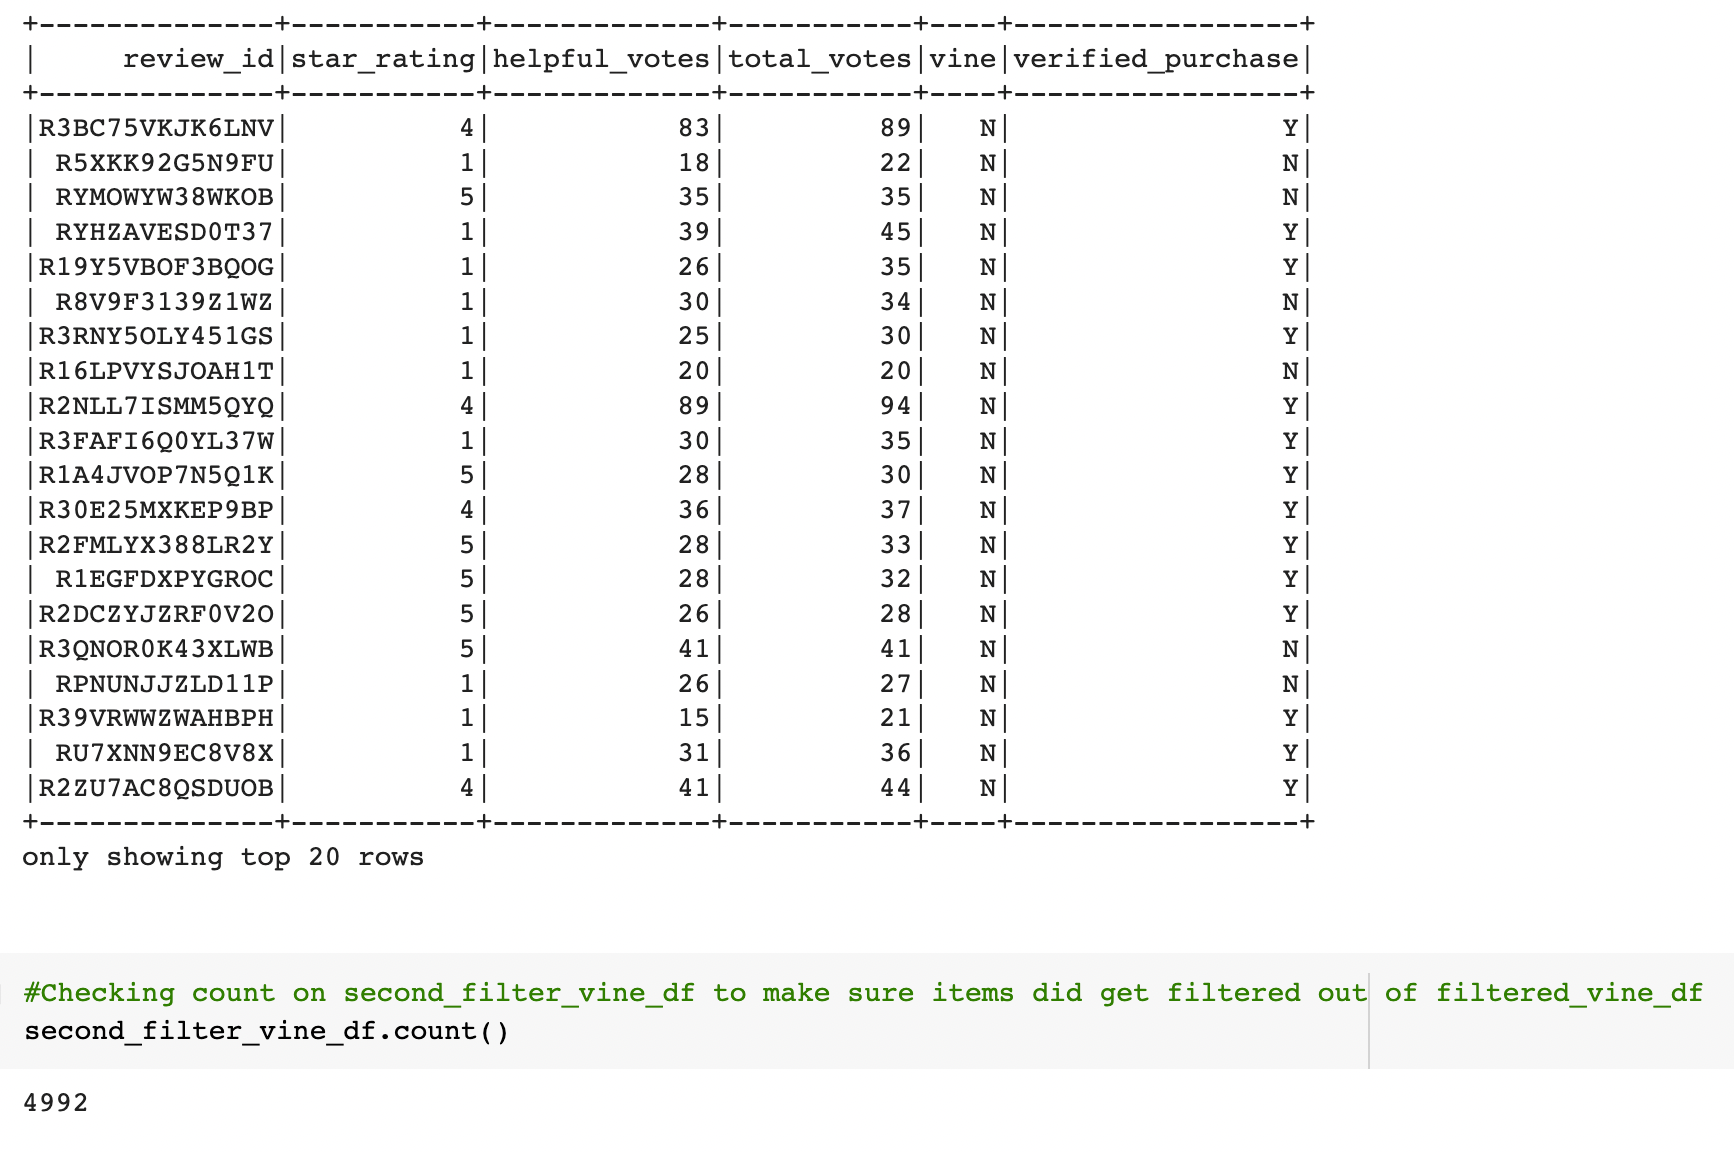 +--------------+-----------+-------------+-----------+----+-----------------+
|     review_id|star_rating|helpful_votes|total_votes|vine|verified_purchase|
+--------------+-----------+-------------+-----------+----+-----------------+
|R3BC75VKJK6LNV|          4|           83|         89|   N|                Y|
| R5XKK92G5N9FU|          1|           18|         22|   N|                N|
| RYMOWYW38WKOB|          5|           35|         35|   N|                N|
| RYHZAVESD0T37|          1|           39|         45|   N|                Y|
|R19Y5VBOF3BQOG|          1|           26|         35|   N|                Y|
| R8V9F3139Z1WZ|          1|           30|         34|   N|                N|
|R3RNY5OLY451GS|          1|           25|         30|   N|                Y|
|R16LPVYSJOAH1T|          1|           20|         20|   N|                N|
|R2NLL7ISMM5QYQ|          4|           89|         94|   N|                Y|
|R3FAFI6Q0YL37W|          1|           30|         35|   N|                Y|
|R1A4JVOP7N5Q1K|          5|           28|         30|   N|                Y|
|R30E25MXKEP9BP|          4|           36|         37|   N|                Y|
|R2FMLYX388LR2Y|          5|           28|         33|   N|                Y|
| R1EGFDXPYGROC|          5|           28|         32|   N|                Y|
|R2DCZYJZRF0V2O|          5|           26|         28|   N|                Y|
|R3QNOR0K43XLWB|          5|           41|         41|   N|                N|
| RPNUNJJZLD11P|          1|           26|         27|   N|                N|
|R39VRWWZWAHBPH|          1|           15|         21|   N|                Y|
| RU7XNN9EC8V8X|          1|           31|         36|   N|                Y|
|R2ZU7AC8QSDUOB|          4|           41|         44|   N|                Y|
+--------------+-----------+-------------+-----------+----+-----------------+
only showing top 20 rows
#Checking count on second_filter_vine_df to make sure items did get filtered out of filtered_vine_df
second_filter_vine_df.count()
4992